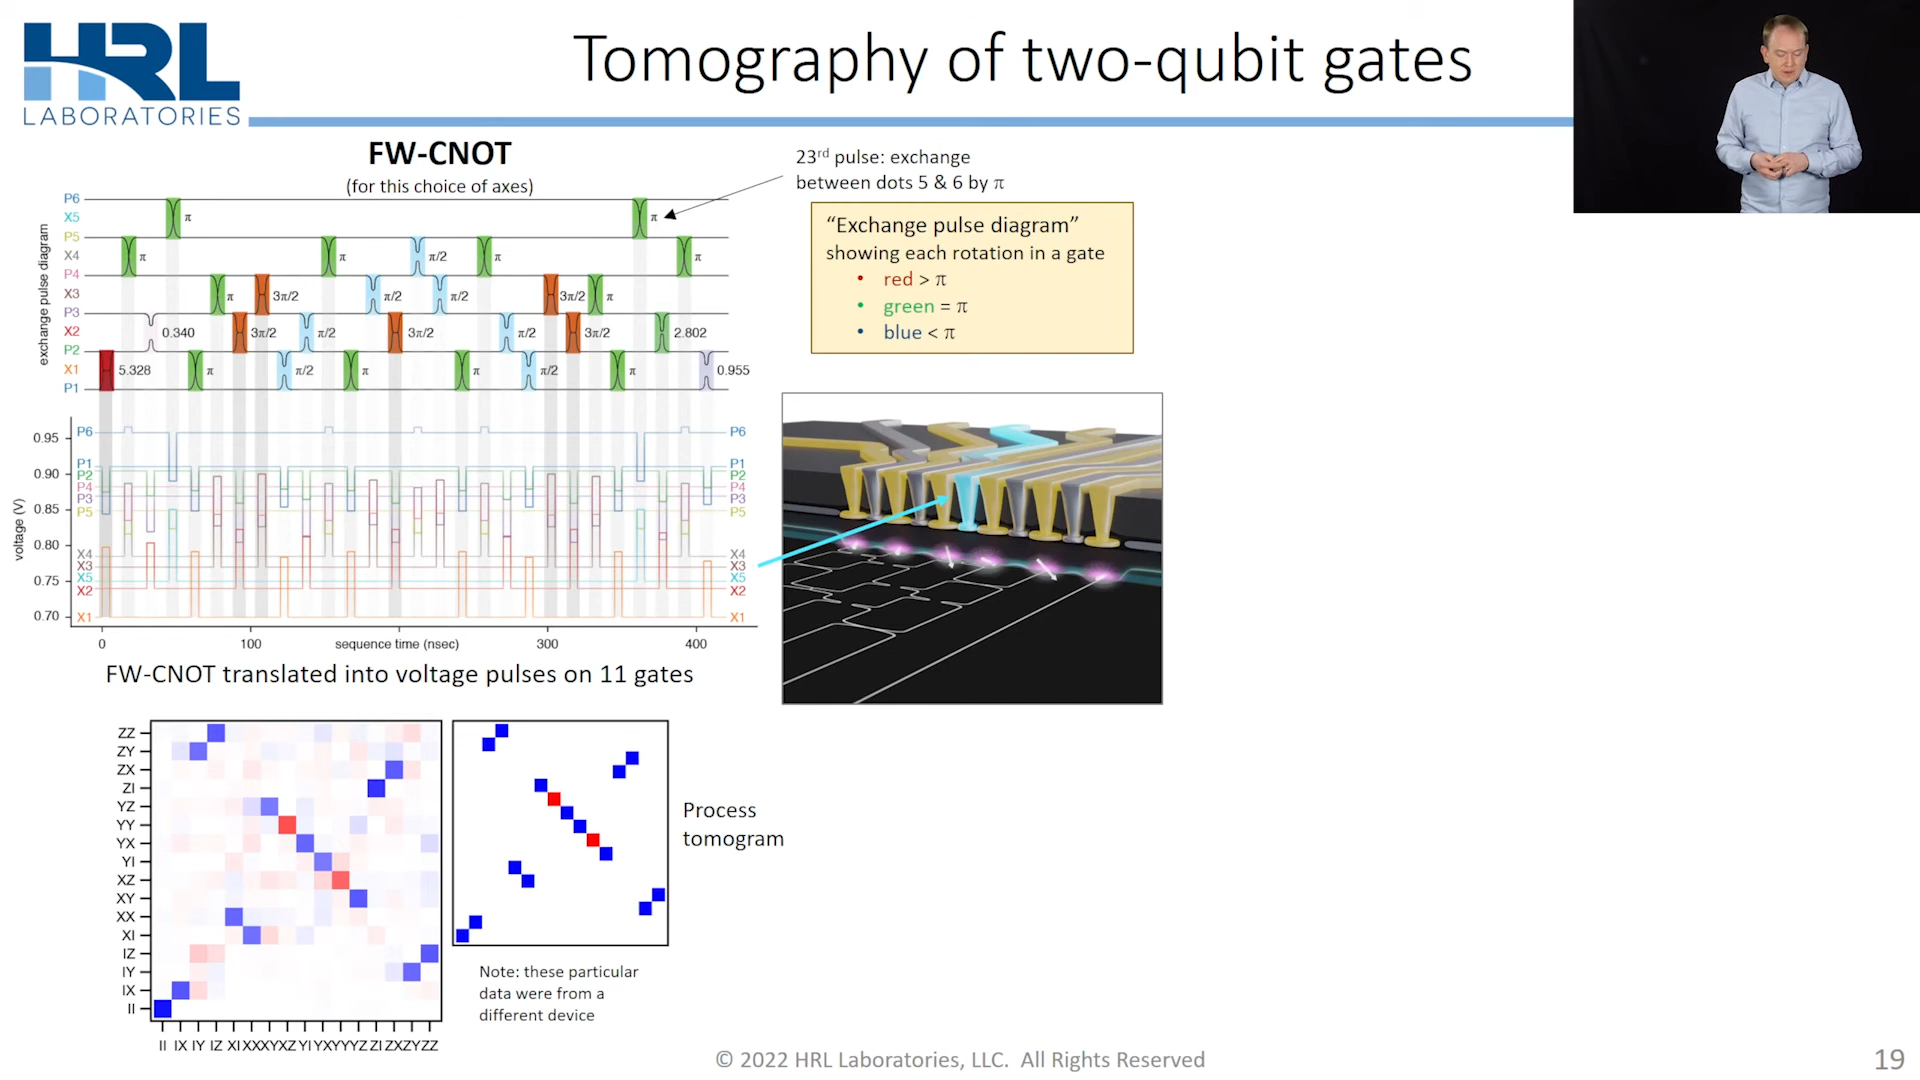 HRL
LABORATORIES
Tomography of two-qubit gates
FW-CNOT
(for this choice of axes)
23rd pulse: exchange
between dots 5 & 6 by π
“Exchange pulse diagram”
showing each rotation in a gate
• red > π
• green = π
• blue < π
exchange pulse diagram
P6
X5 π π
P5
X4 π π π/2 π π
P4
X3 π 3π/2 π/2 π/2 3π/2 π
P3
X2 0.340 3π/2 π/2 3π/2 π/2 3π/2 2.802
P2
X1 5.328 π π/2 π π π/2 π 0.955
P1
voltage (V)
0.95 P6 P6
P1 P1
0.90 P2 P2
P4 P4
P3 P3
0.85 P5 P5
0.80
X4 X4
X3 X3
0.75 X5 X5
X2 X2
0.70 X1 X1
0 100 300 400
sequence time (nsec)
FW-CNOT translated into voltage pulses on 11 gates
ZZ
ZY
ZX
ZI
YZ
YY
YX
YI
XZ
XY
XX
XI
IZ
IY
IX
II
II IX IY IZ XI XX XY XZ YI YX YY YZ ZI ZX ZY ZZ
Process
tomogram
Note: these particular
data were from a
different device
© 2022 HRL Laboratories, LLC. All Rights Reserved
19